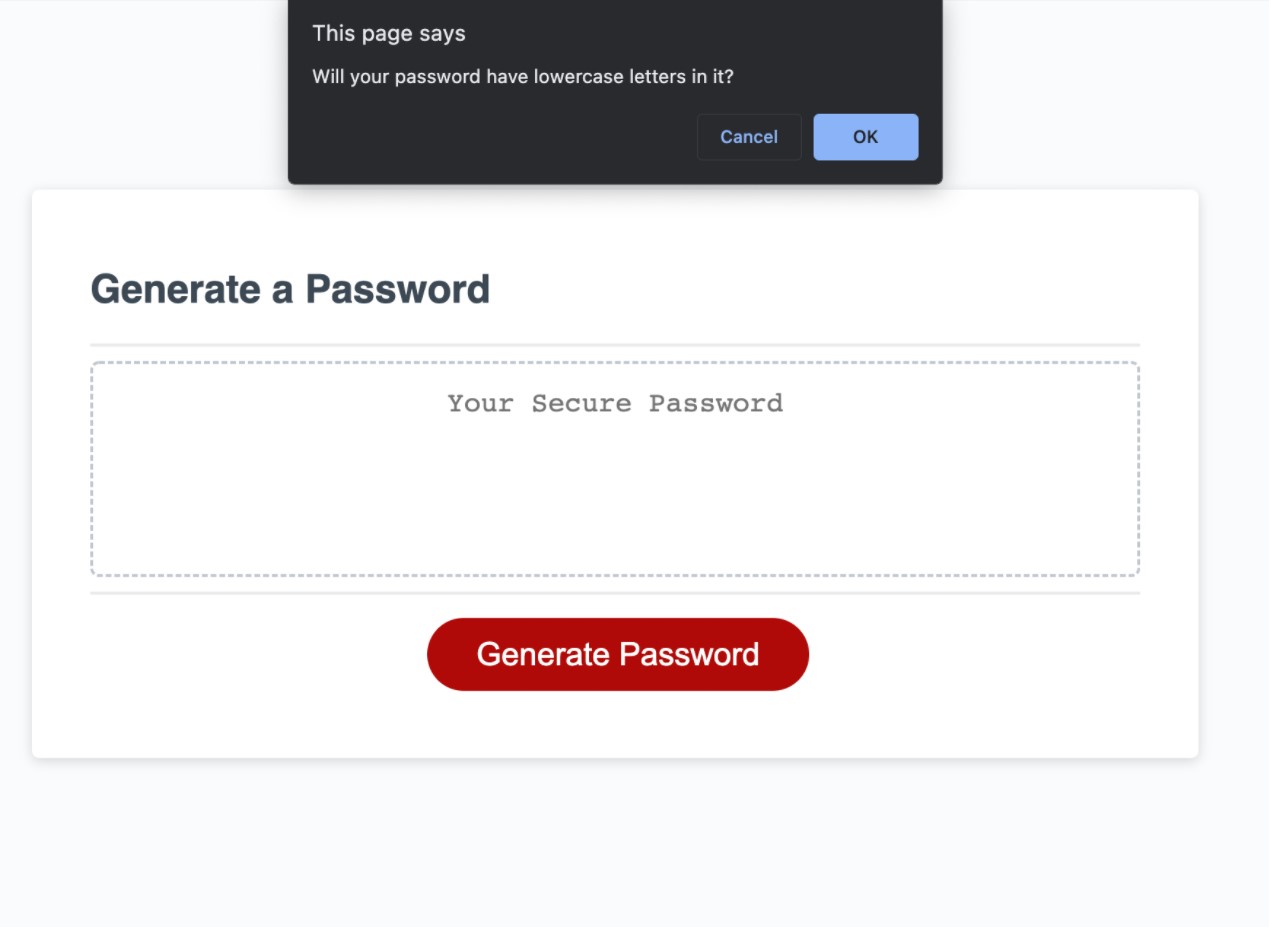 This page says
Will your password have lowercase letters in it?
Cancel OK
Generate a Password
Your Secure Password
Generate Password